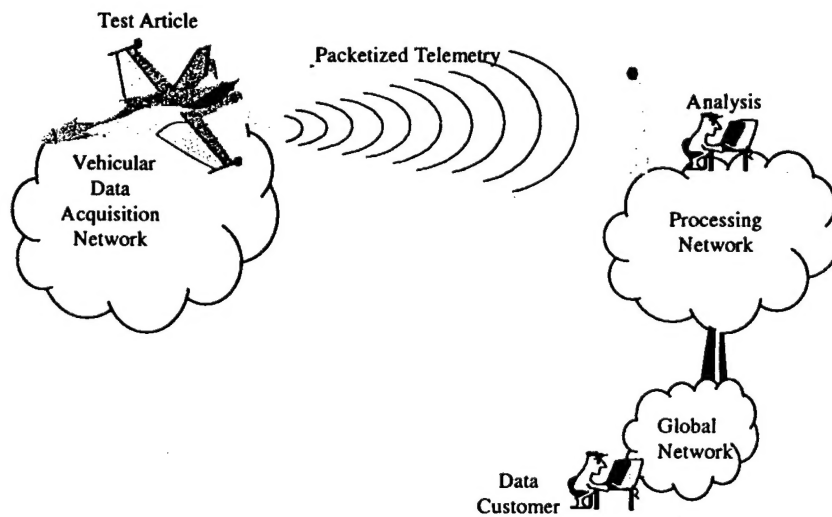 Test Article
Packetized Telemetry
Analysis
Vehicular
Data
Acquisition
Network
Processing
Network
Global
Network
Data
Customer